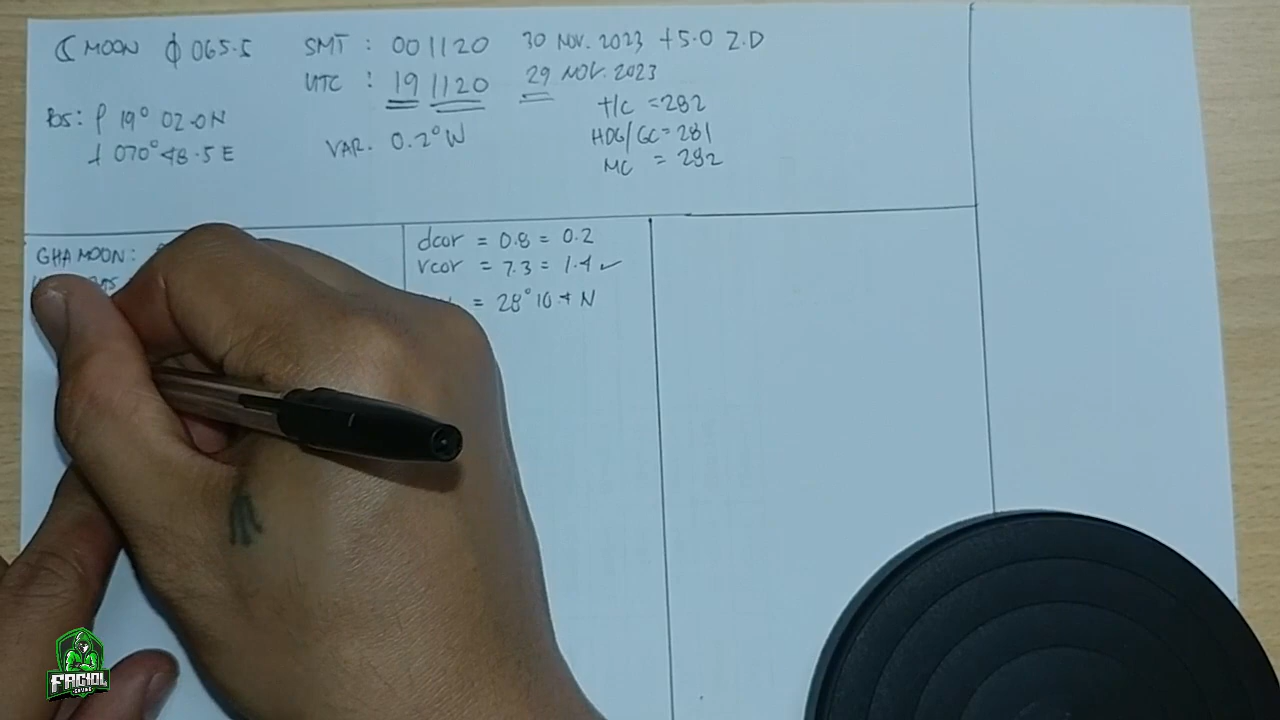 ☾ MOON ϕ 065.5
SMT : 001120 30 NOV. 2023 +5.0 Z.D
UTC : 191120 29 NOV. 2023
POS: φ 19° 02.0N
λ 070° 48.5 E
VAR. 0.2° W
T/C = 282
HDG/GC = 281
MC = 282
GHA MOON:
dcor = 0.8 = 0.2
vcor = 7.3 = 1.4 ✓
= 28° 10.4 N
FAGIOL